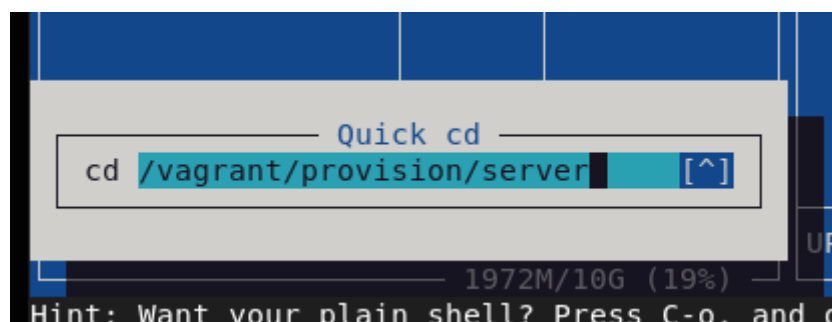 Quick cd
cd /vagrant/provision/server [^]
1972M/10G (19%)
Hint: Want your plain shell? Press C-o, and